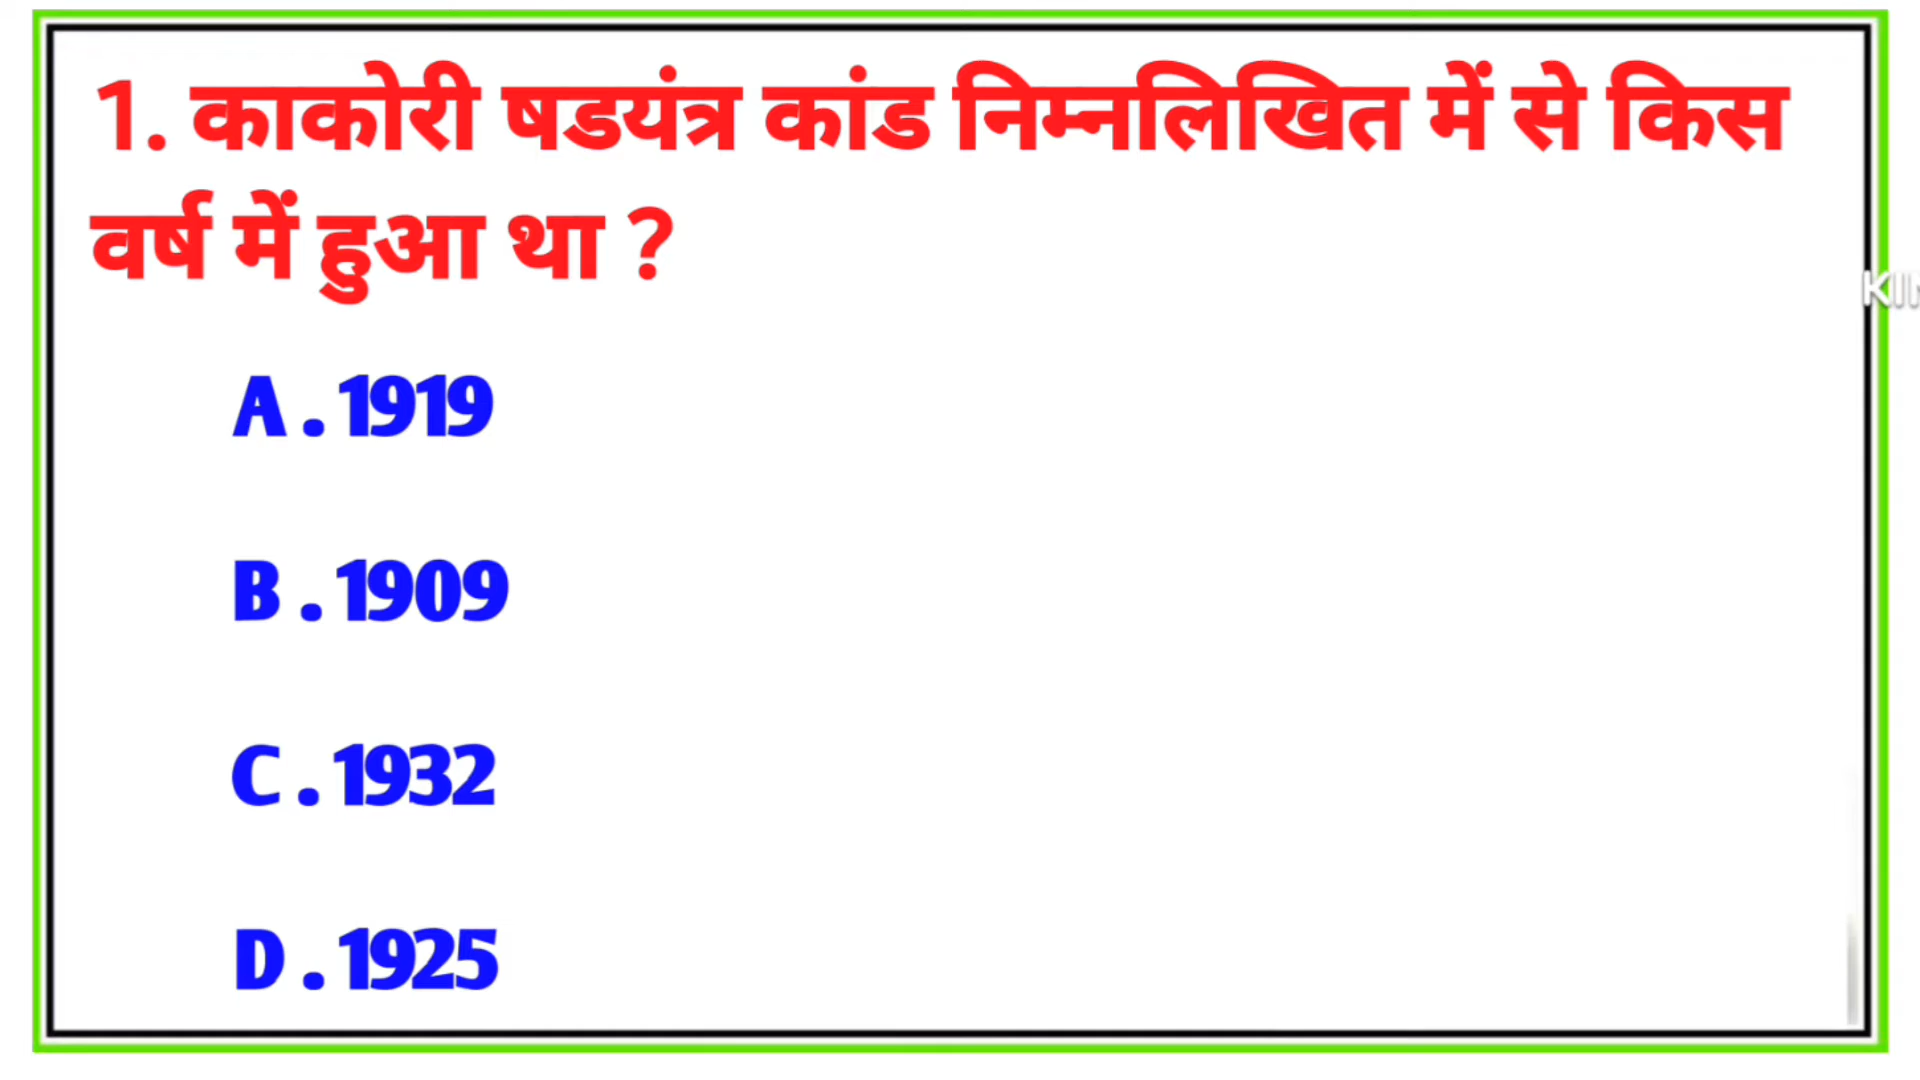 1. काकोरी षडयंत्र कांड निम्नलिखित में से किस
वर्ष में हुआ था ?
A . 1919
B . 1909
C . 1932
D . 1925